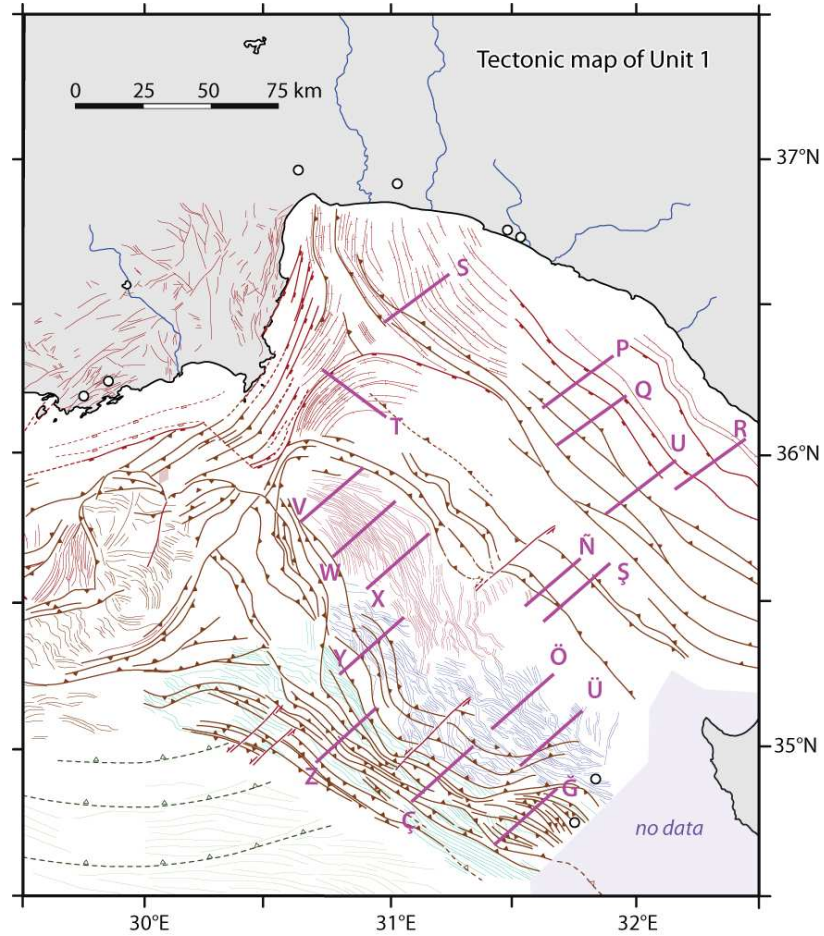 Tectonic map of Unit 1
0 25 50 75 km
37°N
S
P
Q
T
R
U
36°N
V
Ñ
W
Ş
X
Y
Ö
Ü
35°N
Z
Ğ
Ç
no data
30°E 31°E 32°E